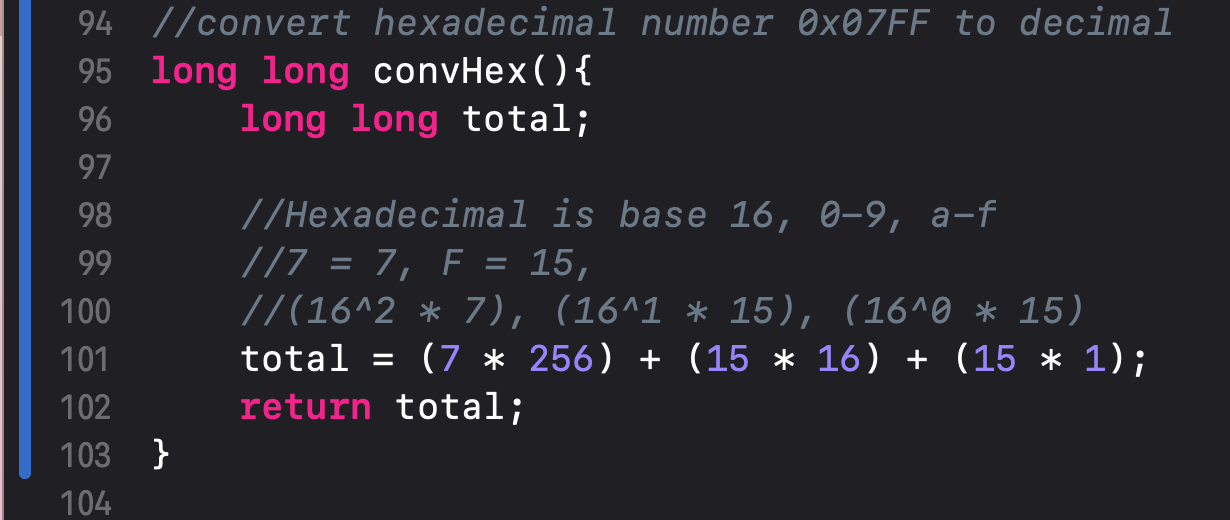 94 //convert hexadecimal number 0x07FF to decimal
95 long long convHex(){
96     long long total;
97
98     //Hexadecimal is base 16, 0-9, a-f
99     //7 = 7, F = 15,
100     //(16^2 * 7), (16^1 * 15), (16^0 * 15)
101     total = (7 * 256) + (15 * 16) + (15 * 1);
102     return total;
103 }
104